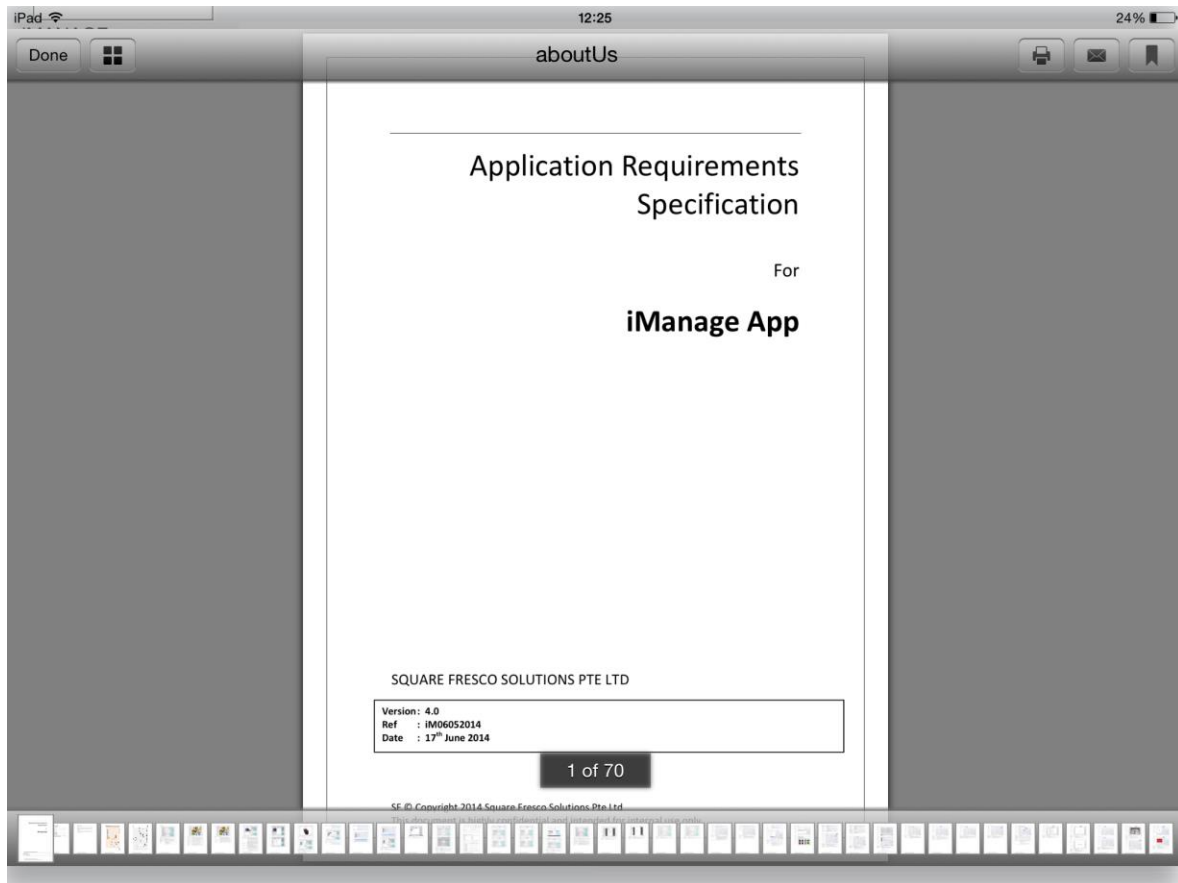 iPad 12:25 24%
Done aboutUs
Application Requirements
Specification
For
iManage App
SQUARE FRESCO SOLUTIONS PTE LTD
Version: 4.0
Ref : iM06052014
Date : 17th June 2014
1 of 70
SF © Copyright 2014 Square Fresco Solutions Pte Ltd
This document is highly confidential and intended for internal use only